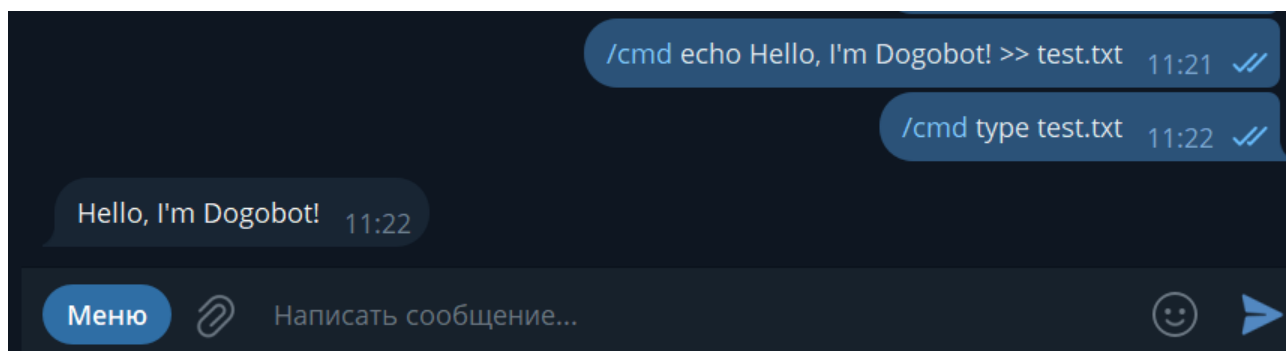 /cmd echo Hello, I'm Dogobot! >> test.txt 11:21
/cmd type test.txt 11:22
Hello, I'm Dogobot! 11:22
Меню Написать сообщение...